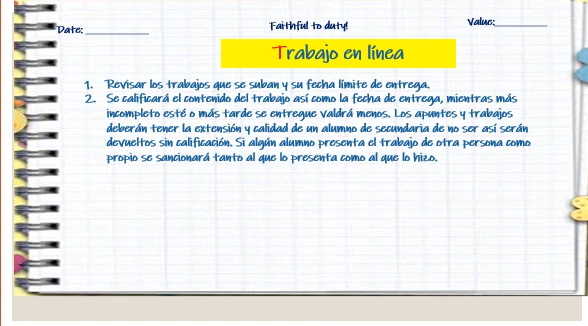 Date: __________ Faithful to duty! Value:_________
Trabajo en línea
1. Revisar los trabajos que se suban y su fecha límite de entrega.
2. Se calificará el contenido del trabajo así como la fecha de entrega, mientras más
incompleto esté o más tarde se entregue valdrá menos. Los apuntes y trabajos
deberán tener la extensión y calidad de un alumno de secundaria de no ser así serán
devueltos sin calificación. Si algún alumno presenta el trabajo de otra persona como
propio se sancionará tanto al que lo presenta como al que lo hizo.